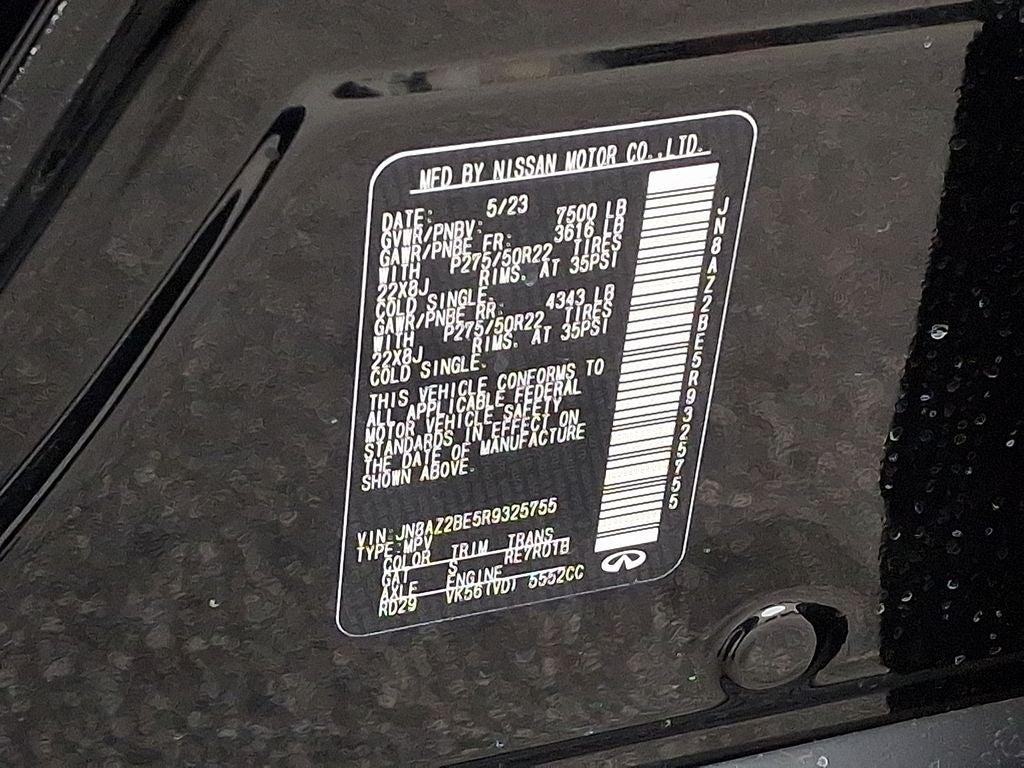 MFD BY NISSAN MOTOR CO.,LTD.
DATE: 5/23
GVWR/PNBV: 7500 LB
GAWR/PNBE FR: 3616 LB
WITH P275/50R22 TIRES
22X8J RIMS. AT 35PSI
COLD SINGLE.
GAWR/PNBE RR: 4343 LB
WITH P275/50R22 TIRES
22X8J RIMS. AT 35PSI
COLD SINGLE.
THIS VEHICLE CONFORMS TO
ALL APPLICABLE FEDERAL
MOTOR VEHICLE SAFETY
STANDARDS IN EFFECT ON
THE DATE OF MANUFACTURE
SHOWN ABOVE.
VIN:JN8AZ2BE5R9325755
TYPE:MPV
COLOR TRIM TRANS
GAT S RE7R01B
AXLE ENGINE
RD29 VK56(VD) 5552CC
JN8AZ2BE5R9325755